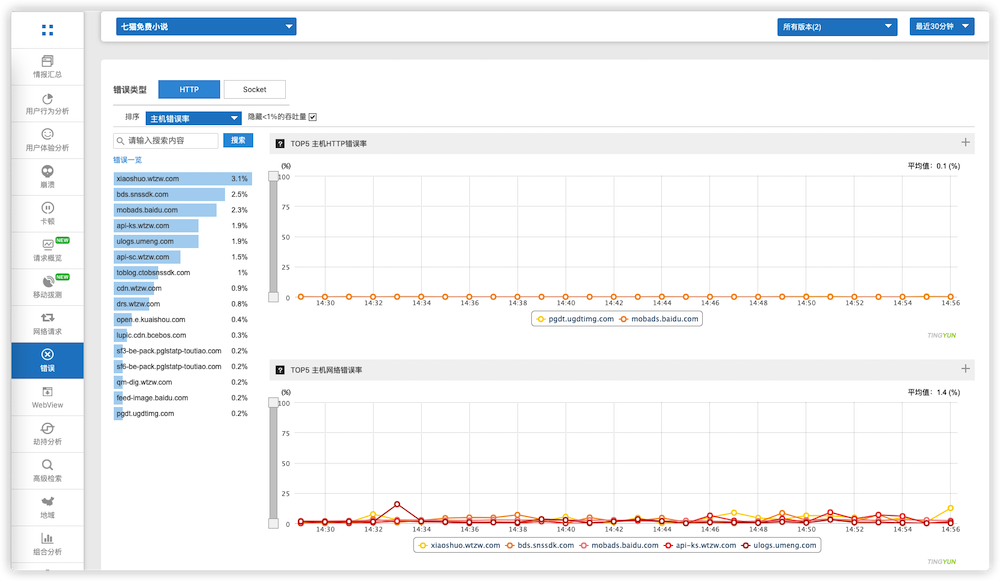 七猫免费小说
所有版本(2)
最近30分钟
情报汇总
用户行为分析
用户体验分析
崩溃
卡顿
NEW
请求概览
NEW
移动拨测
网络请求
错误
WebView
劫持分析
高级检索
地域
组合分析
错误类型
HTTP
Socket
排序
主机错误率
隐藏<1%的吞吐量
请输入搜索内容
搜索
错误一览
xiaoshuo.wtzw.com 3.1%
bds.snssdk.com 2.5%
mobads.baidu.com 2.3%
api-ks.wtzw.com 1.9%
ulogs.umeng.com 1.9%
api-sc.wtzw.com 1.5%
toblog.ctobsnssdk.com 1%
cdn.wtzw.com 0.9%
drs.wtzw.com 0.8%
open.e.kuaishou.com 0.4%
lupic.cdn.bcebos.com 0.3%
sf3-be-pack.pglstatp-toutiao.com 0.2%
sf6-be-pack.pglstatp-toutiao.com 0.2%
qm-dig.wtzw.com 0.2%
feed-image.baidu.com 0.2%
pgdt.ugdtimg.com 0.2%
? TOP5 主机HTTP错误率
(%)
平均值：0.1 (%)
100
75
50
25
0
14:30 14:32 14:34 14:36 14:38 14:40 14:42 14:44 14:46 14:48 14:50 14:52 14:54 14:56
pgdt.ugdtimg.com mobads.baidu.com
TINGYUN
? TOP5 主机网络错误率
(%)
平均值：1.4 (%)
100
75
50
25
0
14:30 14:32 14:34 14:36 14:38 14:40 14:42 14:44 14:46 14:48 14:50 14:52 14:54 14:56
xiaoshuo.wtzw.com bds.snssdk.com mobads.baidu.com api-ks.wtzw.com ulogs.umeng.com
TINGYUN